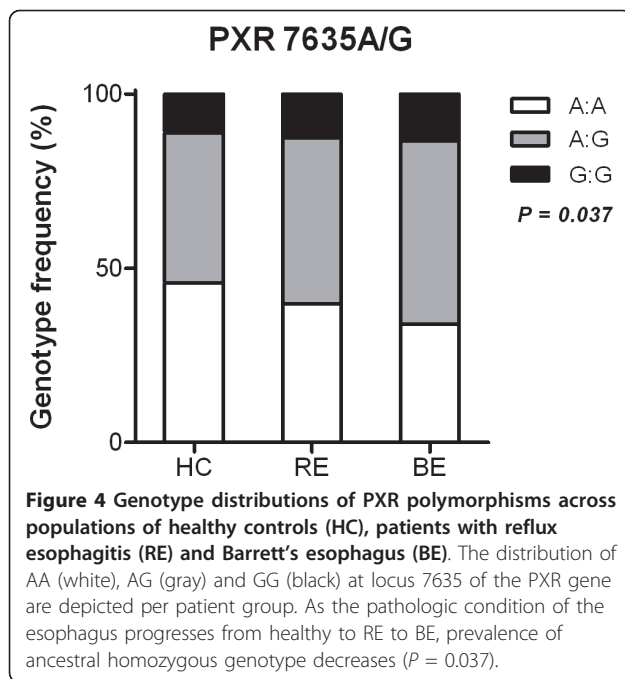 PXR 7635A/G
Genotype frequency (%)
100
50
0
HC
RE
BE
A:A
A:G
G:G
P = 0.037
Figure 4 Genotype distributions of PXR polymorphisms across
populations of healthy controls (HC), patients with reflux
esophagitis (RE) and Barrett's esophagus (BE). The distribution of
AA (white), AG (gray) and GG (black) at locus 7635 of the PXR gene
are depicted per patient group. As the pathologic condition of the
esophagus progresses from healthy to RE to BE, prevalence of
ancestral homozygous genotype decreases (P = 0.037).